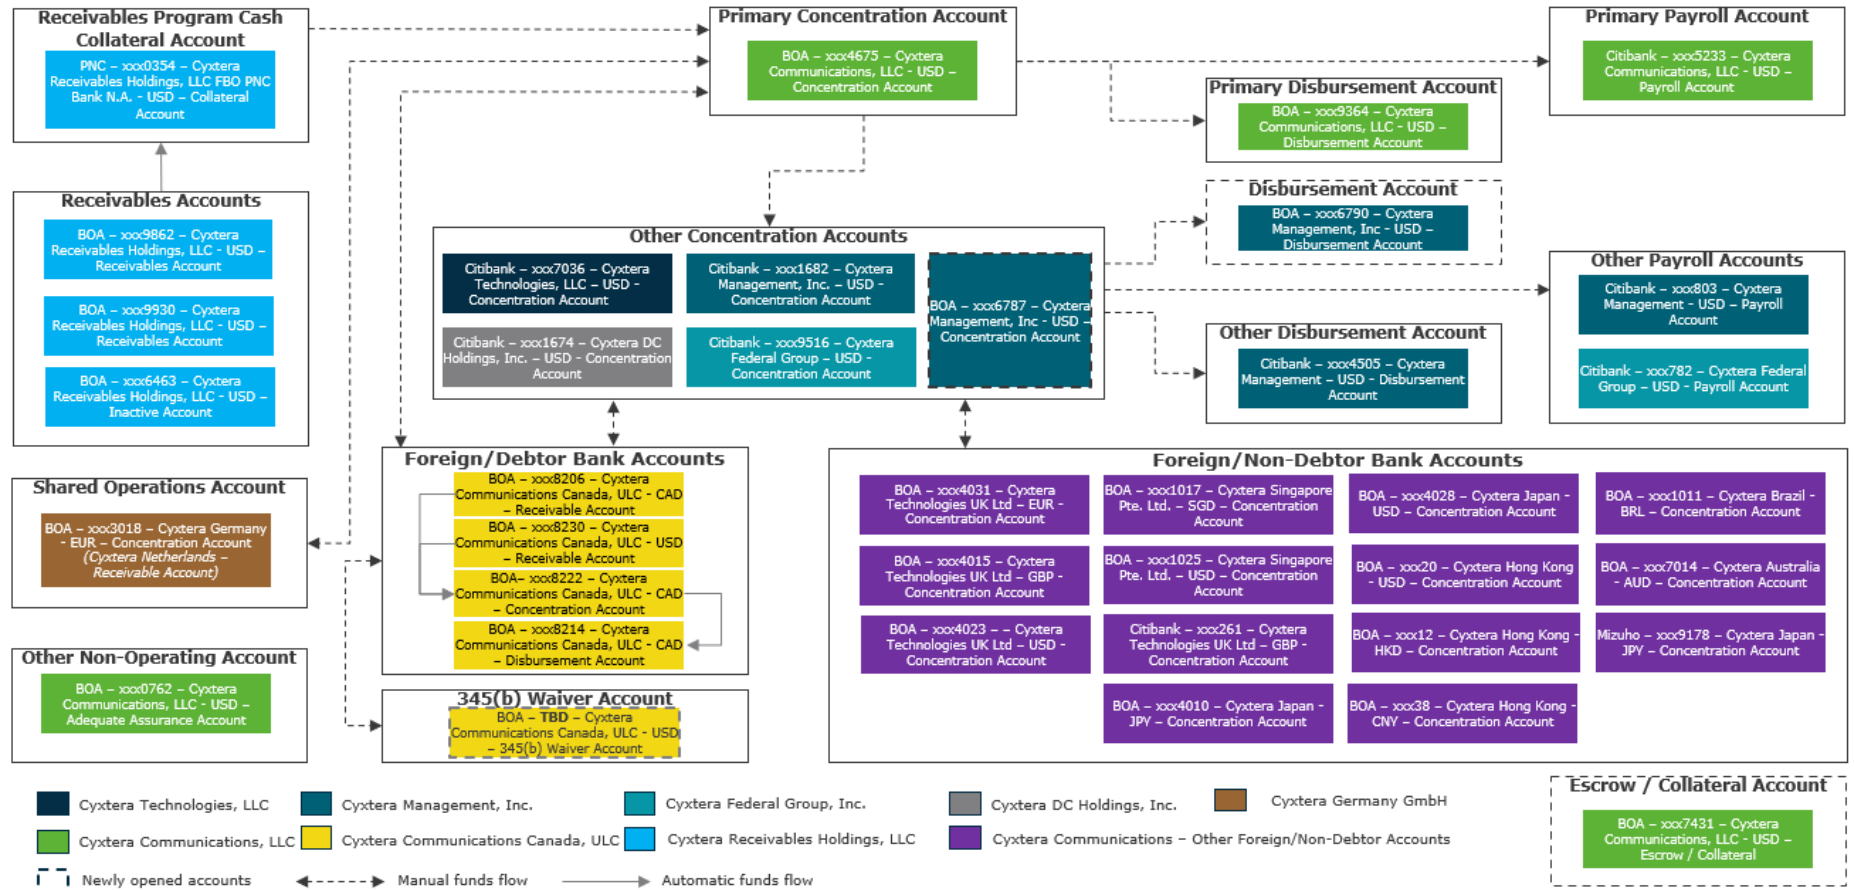 Receivables Program Cash
Collateral Account
PNC – xxx0354 – Cyxtera
Receivables Holdings, LLC FBO PNC
Bank N.A. - USD – Collateral
Account
Primary Concentration Account
BOA – xxx4675 – Cyxtera
Communications, LLC - USD –
Concentration Account
Primary Payroll Account
Citibank – xxx5233 – Cyxtera
Communications, LLC - USD –
Payroll Account
Primary Disbursement Account
BOA – xxx9364 – Cyxtera
Communications, LLC - USD –
Disbursement Account
Receivables Accounts
BOA – xxx9862 – Cyxtera
Receivables Holdings, LLC - USD –
Receivables Account
BOA – xxx9930 – Cyxtera
Receivables Holdings, LLC - USD –
Receivables Account
BOA – xxx6463 – Cyxtera
Receivables Holdings, LLC - USD –
Inactive Account
Disbursement Account
BOA – xxx6790 – Cyxtera
Management, Inc - USD –
Disbursement Account
Other Concentration Accounts
Citibank – xxx7036 – Cyxtera
Technologies, LLC – USD -
Concentration Account
Citibank – xxx1682 – Cyxtera
Management, Inc. – USD -
Concentration Account
BOA – xxx6787 – Cyxtera
Management, Inc - USD –
Concentration Account
Citibank – xxx1674 – Cyxtera DC
Holdings, Inc. – USD - Concentration
Account
Citibank – xxx9516 – Cyxtera
Federal Group – USD -
Concentration Account
Other Payroll Accounts
Citibank – xxx803 – Cyxtera
Management - USD – Payroll
Account
Citibank – xxx782 – Cyxtera Federal
Group – USD - Payroll Account
Other Disbursement Account
Citibank – xxx4505 – Cyxtera
Management – USD - Disbursement
Account
Shared Operations Account
BOA – xxx3018 – Cyxtera Germany
- EUR – Concentration Account
(Cyxtera Netherlands –
Receivable Account)
Foreign/Debtor Bank Accounts
BOA – xxx8206 – Cyxtera
Communications Canada, ULC - CAD
– Receivable Account
BOA – xxx8230 – Cyxtera
Communications Canada, ULC - USD
– Receivable Account
BOA– xxx8222 – Cyxtera
Communications Canada, ULC - CAD
– Concentration Account
BOA – xxx8214 – Cyxtera
Communications Canada, ULC - CAD
– Disbursement Account
Foreign/Non-Debtor Bank Accounts
BOA – xxx4031 – Cyxtera
Technologies UK Ltd – EUR -
Concentration Account
BOA – xxx1017 – Cyxtera Singapore
Pte. Ltd. – SGD – Concentration
Account
BOA – xxx4028 – Cyxtera Japan -
USD – Concentration Account
BOA – xxx1011 – Cyxtera Brazil -
BRL – Concentration Account
BOA – xxx4015 – Cyxtera
Technologies UK Ltd – GBP -
Concentration Account
BOA – xxx1025 – Cyxtera Singapore
Pte. Ltd. – USD – Concentration
Account
BOA – xxx20 – Cyxtera Hong Kong
- USD – Concentration Account
BOA – xxx7014 – Cyxtera Australia
- AUD – Concentration Account
BOA – xxx4023 – – Cyxtera
Technologies UK Ltd – USD -
Concentration Account
Citibank – xxx261 – Cyxtera
Technologies UK Ltd – GBP -
Concentration Account
BOA – xxx12 – Cyxtera Hong Kong -
HKD – Concentration Account
Mizuho – xxx9178 – Cyxtera Japan -
JPY – Concentration Account
BOA – xxx4010 – Cyxtera Japan -
JPY – Concentration Account
BOA – xxx38 – Cyxtera Hong Kong -
CNY – Concentration Account
Other Non-Operating Account
BOA – xxx0762 – Cyxtera
Communications, LLC - USD –
Adequate Assurance Account
345(b) Waiver Account
BOA – TBD – Cyxtera
Communications Canada, ULC - USD
– 345(b) Waiver Account
Escrow / Collateral Account
BOA – xxx7431 – Cyxtera
Communications, LLC - USD –
Escrow / Collateral
Cyxtera Technologies, LLC
Cyxtera Management, Inc.
Cyxtera Federal Group, Inc.
Cyxtera DC Holdings, Inc.
Cyxtera Germany GmbH
Cyxtera Communications, LLC
Cyxtera Communications Canada, ULC
Cyxtera Receivables Holdings, LLC
Cyxtera Communications – Other Foreign/Non-Debtor Accounts
Newly opened accounts
Manual funds flow
Automatic funds flow